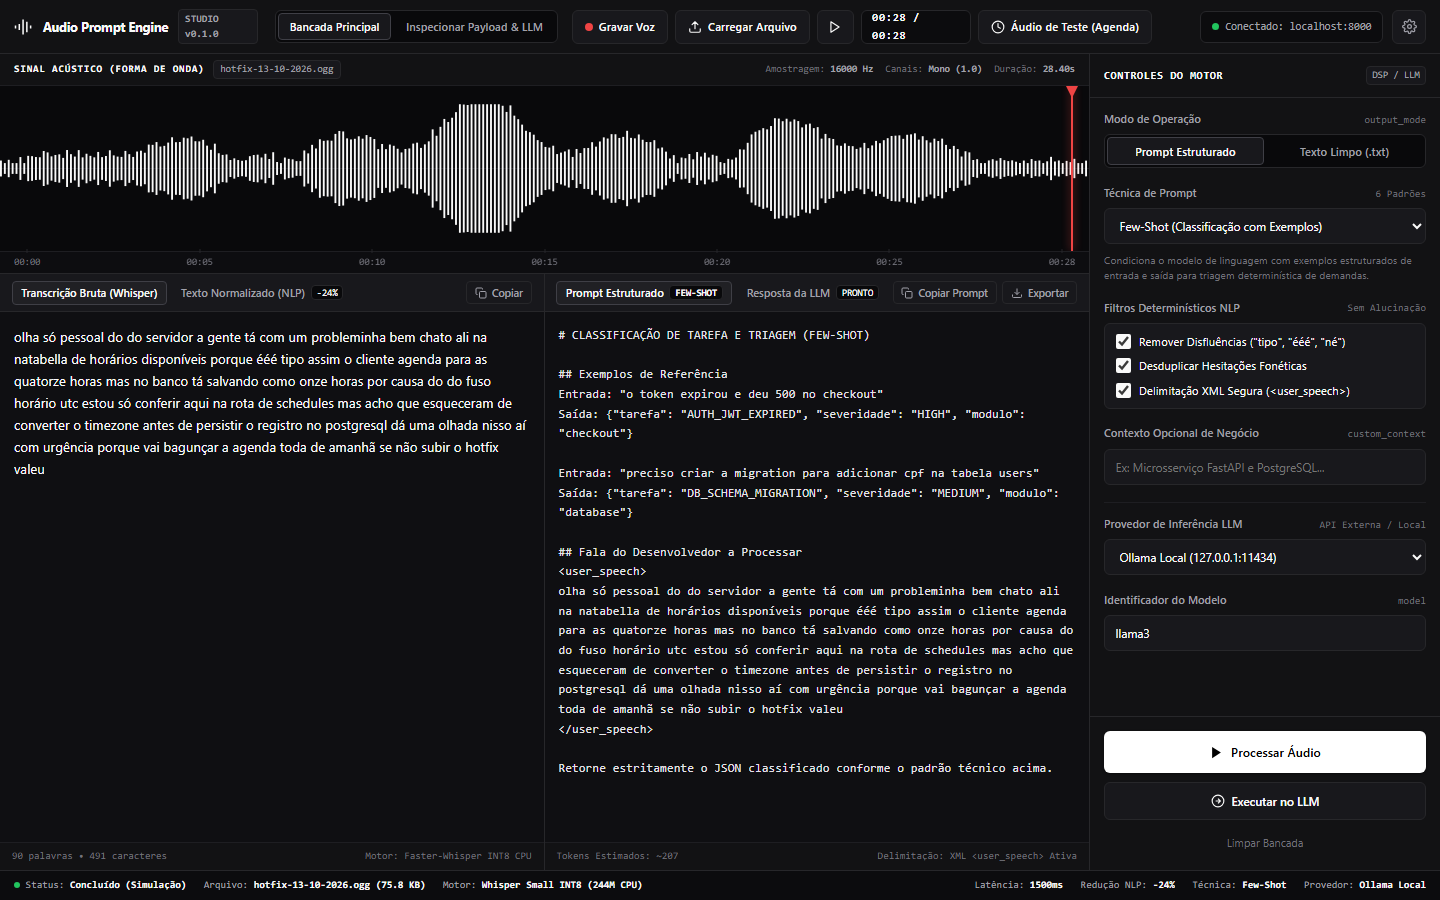 Audio Prompt Engine
STUDIO
v0.1.0
Bancada Principal
Inspecionar Payload & LLM
Gravar Voz
Carregar Arquivo
00:28 /
00:28
Áudio de Teste (Agenda)
Conectado: localhost:8000
SINAL ACÚSTICO (FORMA DE ONDA)
hotfix-13-10-2026.ogg
Amostragem: 16000 Hz
Canais: Mono (1.0)
Duração: 28.40s
00:00
00:05
00:10
00:15
00:20
00:25
00:28
Transcrição Bruta (Whisper)
Texto Normalizado (NLP)
-24%
Copiar
olha só pessoal do do servidor a gente tá com um probleminha bem chato ali na
natabella de horários disponíveis porque ééé tipo assim o cliente agenda para as
quatorze horas mas no banco tá salvando como onze horas por causa do do fuso
horário utc estou só conferir aqui na rota de schedules mas acho que esqueceram de
converter o timezone antes de persistir o registro no postgresql dá uma olhada nisso aí
com urgência porque vai bagunçar a agenda toda de amanhã se não subir o hotfix
valeu
90 palavras • 491 caracteres
Motor: Faster-Whisper INT8 CPU
Prompt Estruturado
FEW-SHOT
Resposta da LLM
PRONTO
Copiar Prompt
Exportar
# CLASSIFICAÇÃO DE TAREFA E TRIAGEM (FEW-SHOT)
## Exemplos de Referência
Entrada: "o token expirou e deu 500 no checkout"
Saída: {"tarefa": "AUTH_JWT_EXPIRED", "severidade": "HIGH", "modulo":
"checkout"}
Entrada: "preciso criar a migration para adicionar cpf na tabela users"
Saída: {"tarefa": "DB_SCHEMA_MIGRATION", "severidade": "MEDIUM", "modulo":
"database"}
## Fala do Desenvolvedor a Processar
<user_speech>
olha só pessoal do do servidor a gente tá com um probleminha bem chato ali
na natabella de horários disponíveis porque ééé tipo assim o cliente agenda
para as quatorze horas mas no banco tá salvando como onze horas por causa do
do fuso horário utc estou só conferir aqui na rota de schedules mas acho que
esqueceram de converter o timezone antes de persistir o registro no
postgresql dá uma olhada nisso aí com urgência porque vai bagunçar a agenda
toda de amanhã se não subir o hotfix valeu
</user_speech>
Retorne estritamente o JSON classificado conforme o padrão técnico acima.
Tokens Estimados: ~207
Delimitação: XML <user_speech> Ativa
CONTROLES DO MOTOR
DSP / LLM
Modo de Operação
output_mode
Prompt Estruturado
Texto Limpo (.txt)
Técnica de Prompt
6 Padrões
Few-Shot (Classificação com Exemplos)
Condiciona o modelo de linguagem com exemplos estruturados de
entrada e saída para triagem determinística de demandas.
Filtros Determinísticos NLP
Sem Alucinação
Remover Disfluências ("tipo", "ééé", "né")
Desduplicar Hesitações Fonéticas
Delimitação XML Segura (<user_speech>)
Contexto Opcional de Negócio
custom_context
Ex: Microsserviço FastAPI e PostgreSQL...
Provedor de Inferência LLM
API Externa / Local
Ollama Local (127.0.0.1:11434)
Identificador do Modelo
model
llama3
Processar Áudio
Executar no LLM
Limpar Bancada
Status: Concluído (Simulação)
Arquivo: hotfix-13-10-2026.ogg (75.8 KB)
Motor: Whisper Small INT8 (244M CPU)
Latência: 1500ms
Redução NLP: -24%
Técnica: Few-Shot
Provedor: Ollama Local